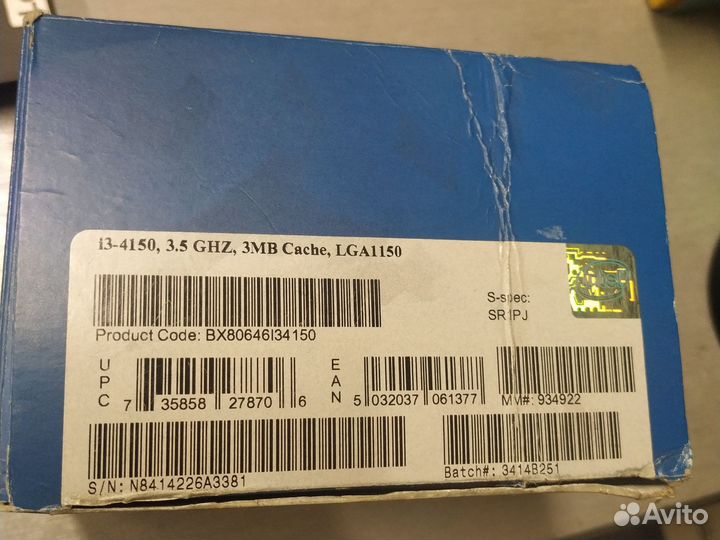 i3-4150, 3.5 GHZ, 3MB Cache, LGA1150
S-spec:
SR1PJ
Product Code: BX80646I34150
UPC
7 35858 27870 6
EAN
5 032037 061377
MM#: 934922
S/N: N8414226A3381
Batch#: 3414B251
Avito